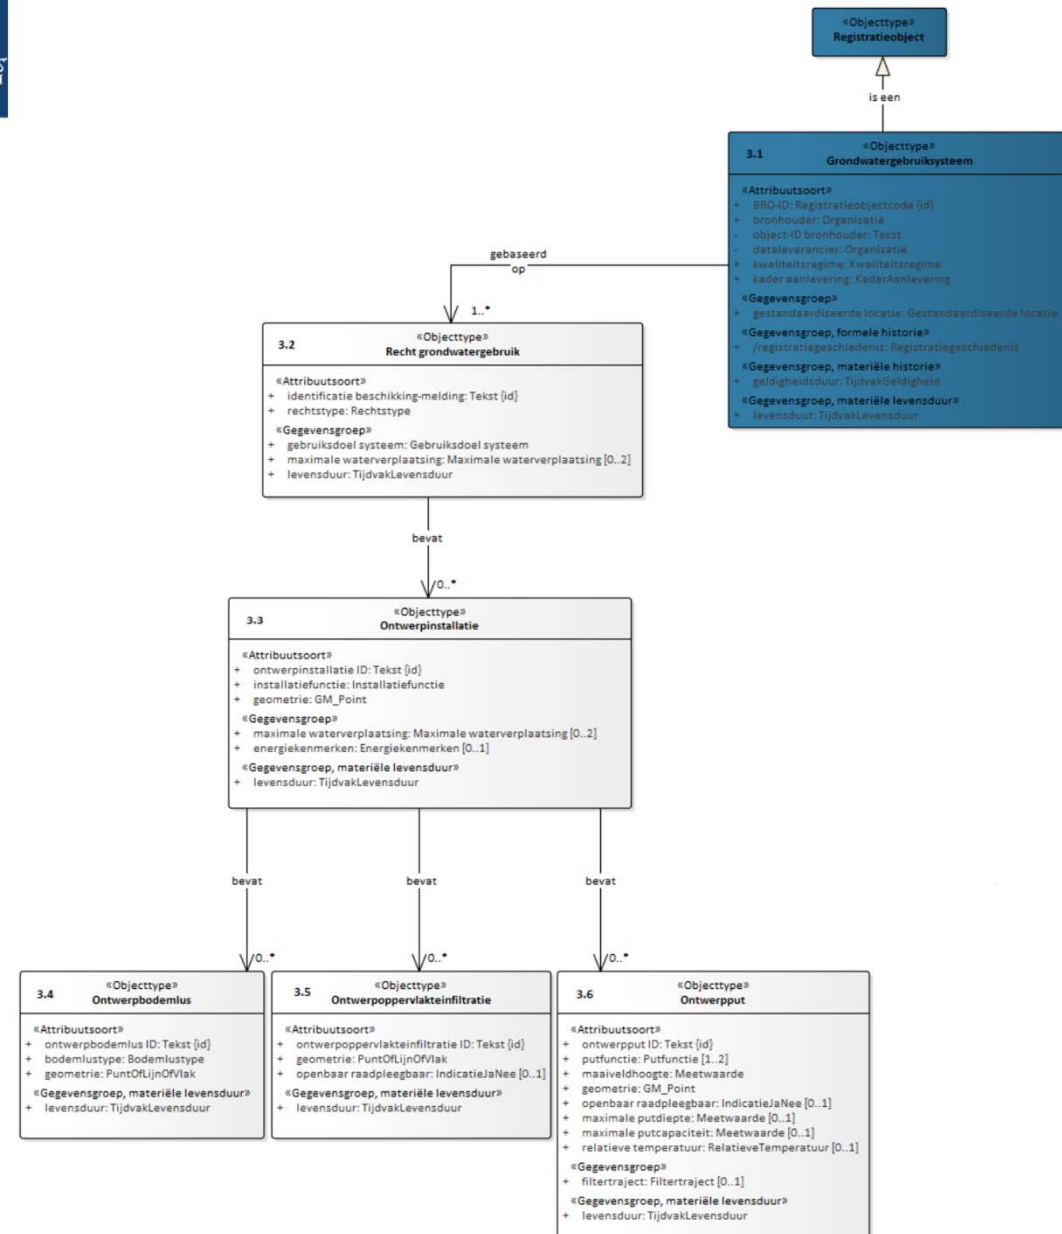 «Objecttype»
Registratieobject
is een
3.1
«Objecttype»
Grondwatergebruiksysteem
«Attribuutsoort»
+ BRO-ID: Registratieobjectcode {id}
+ bronhouder: Organisatie
- object-ID bronhouder: Tekst
- dataleverancier: Organisatie
+ kwaliteitsregime: Kwaliteitsregime
+ kader aanlevering: KaderAanlevering
«Gegevensgroep»
+ gestandaardiseerde locatie: Gestandaardiseerde locatie
«Gegevensgroep, formele historie»
+ /registratiegeschiedenis: Registratiegeschiedenis
«Gegevensgroep, materiële historie»
+ geldigheidsduur: TijdvakGeldigheid
«Gegevensgroep, materiële levensduur»
+ levensduur: TijdvakLevensduur
gebaseerd
op
1..*
3.2
«Objecttype»
Recht grondwatergebruik
«Attribuutsoort»
+ identificatie beschikking-melding: Tekst {id}
+ rechtstype: Rechtstype
«Gegevensgroep»
+ gebruiksdoel systeem: Gebruiksdoel systeem
+ maximale waterverplaatsing: Maximale waterverplaatsing [0..2]
+ levensduur: TijdvakLevensduur
bevat
0..*
3.3
«Objecttype»
Ontwerpinstallatie
«Attribuutsoort»
+ ontwerpinstallatie ID: Tekst {id}
+ installatiefunctie: Installatiefunctie
+ geometrie: GM_Point
«Gegevensgroep»
+ maximale waterverplaatsing: Maximale waterverplaatsing [0..2]
+ energiekenmerken: Energiekenmerken [0..1]
«Gegevensgroep, materiële levensduur»
+ levensduur: TijdvakLevensduur
bevat
bevat
bevat
0..*
0..*
0..*
3.4
«Objecttype»
Ontwerpbodemlus
«Attribuutsoort»
+ ontwerpbodemlus ID: Tekst {id}
+ bodemlustype: Bodemlustype
+ geometrie: PuntOfLijnOfVlak
«Gegevensgroep, materiële levensduur»
+ levensduur: TijdvakLevensduur
3.5
«Objecttype»
Ontwerpoppervlakteinfiltratie
«Attribuutsoort»
+ ontwerpoppervlakteinfiltratie ID: Tekst {id}
+ geometrie: PuntOfLijnOfVlak
+ openbaar raadpleegbaar: IndicatieJaNee [0..1]
«Gegevensgroep, materiële levensduur»
+ levensduur: TijdvakLevensduur
3.6
«Objecttype»
Ontwerpput
«Attribuutsoort»
+ ontwerpput ID: Tekst {id}
+ putfunctie: Putfunctie [1..2]
+ maaiveldhoogte: Meetwaarde
+ geometrie: GM_Point
+ openbaar raadpleegbaar: IndicatieJaNee [0..1]
+ maximale putdiepte: Meetwaarde [0..1]
+ maximale putcapaciteit: Meetwaarde [0..1]
+ relatieve temperatuur: RelatieveTemperatuur [0..1]
«Gegevensgroep»
+ filtertraject: Filtertraject [0..1]
«Gegevensgroep, materiële levensduur»
+ levensduur: TijdvakLevensduur